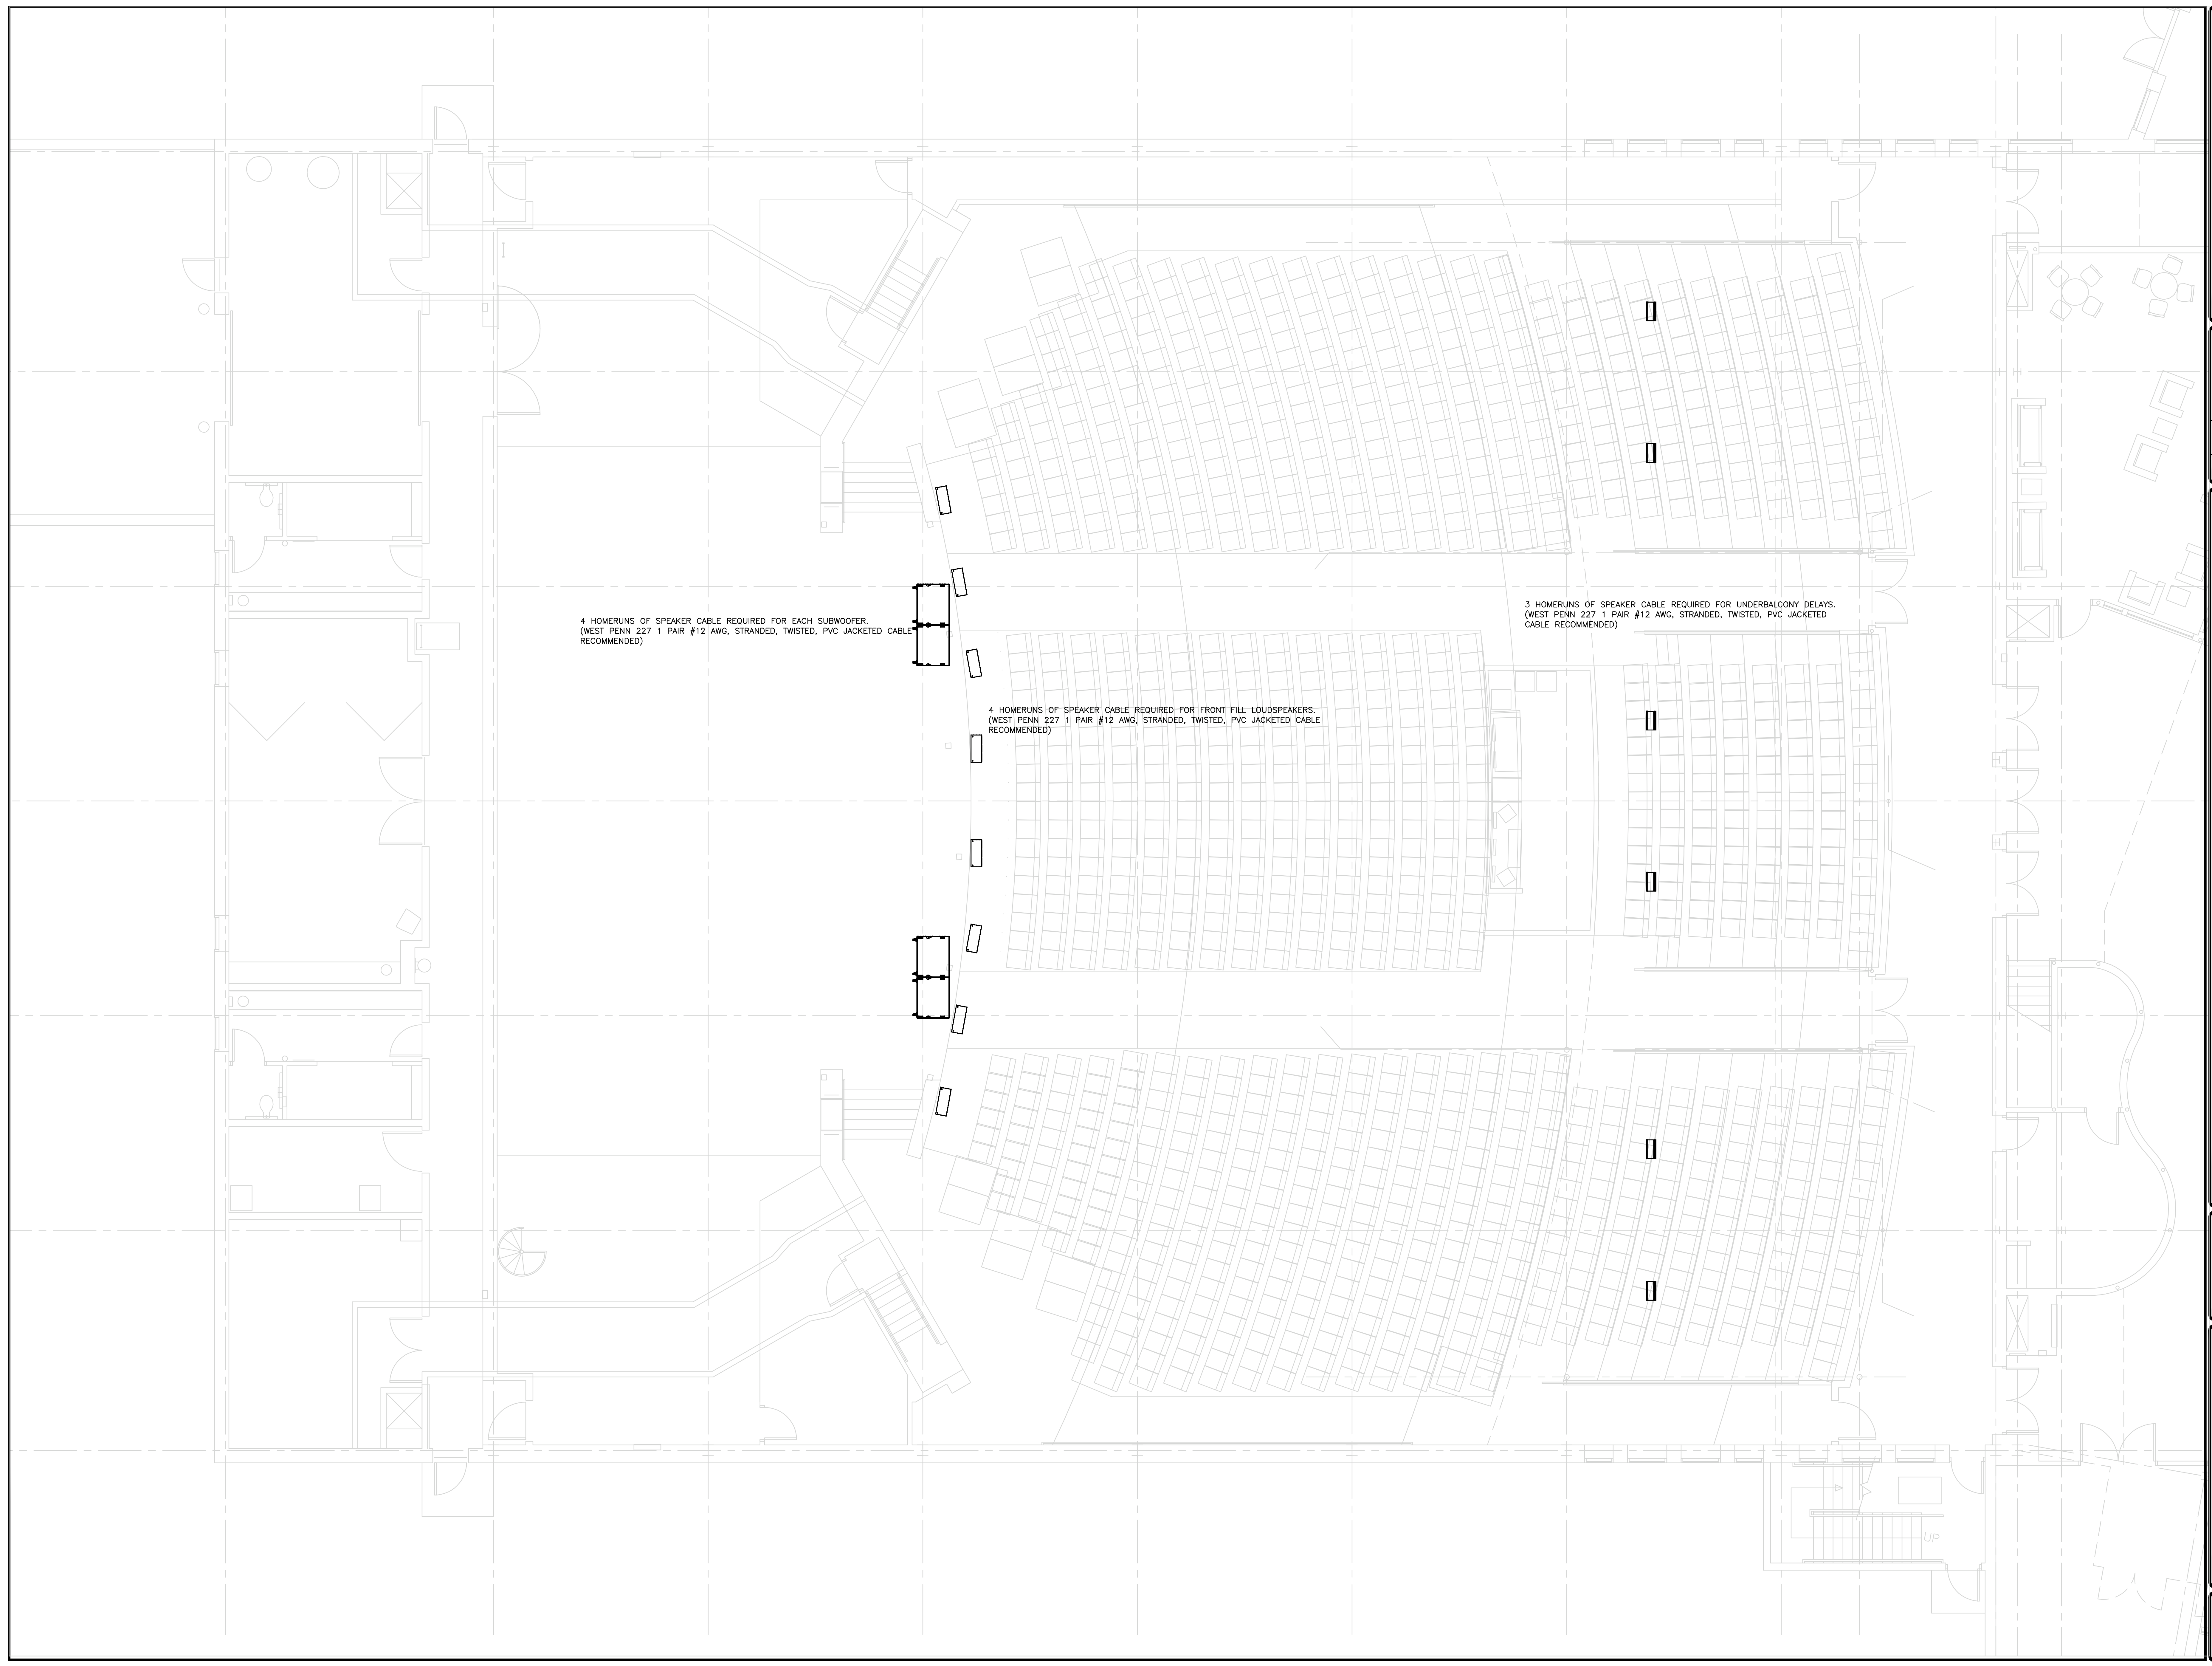 4 HOMERUNS OF SPEAKER CABLE REQUIRED FOR EACH SUBWOOFER.
(WEST PENN 227 1 PAIR #12 AWG, STRANDED, TWISTED, PVC JACKETED CABLE
RECOMMENDED)
3 HOMERUNS OF SPEAKER CABLE REQUIRED FOR UNDERBALCONY DELAYS.
(WEST PENN 227 1 PAIR #12 AWG, STRANDED, TWISTED, PVC JACKETED
CABLE RECOMMENDED)
4 HOMERUNS OF SPEAKER CABLE REQUIRED FOR FRONT FILL LOUDSPEAKERS.
(WEST PENN 227 1 PAIR #12 AWG, STRANDED, TWISTED, PVC JACKETED CABLE
RECOMMENDED)
UP